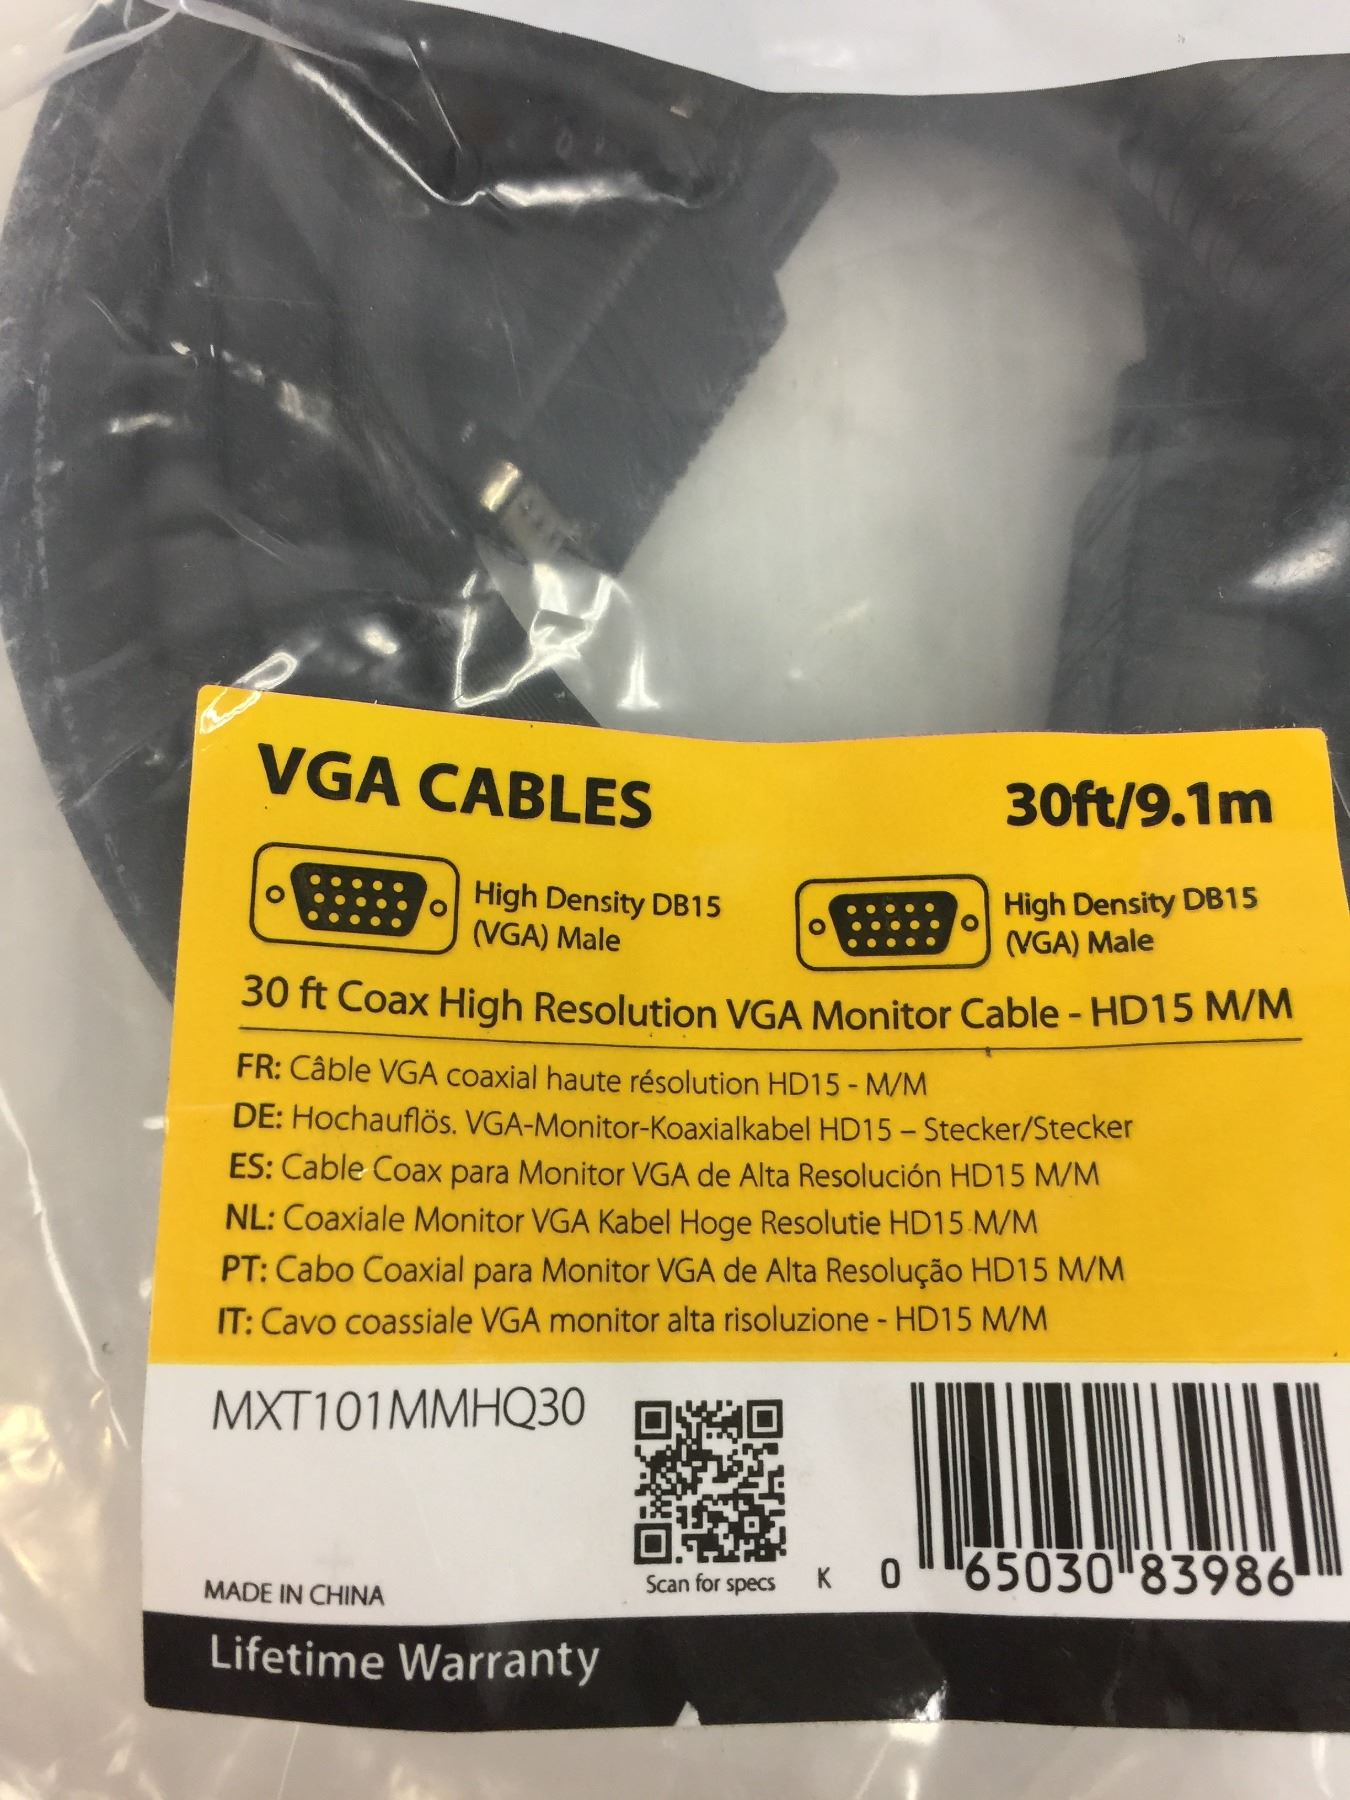 VGA CABLES
30ft/9.1m
High Density DB15
(VGA) Male
High Density DB15
(VGA) Male
30 ft Coax High Resolution VGA Monitor Cable - HD15 M/M
FR: Câble VGA coaxial haute résolution HD15 - M/M
DE: Hochauflös. VGA-Monitor-Koaxialkabel HD15 – Stecker/Stecker
ES: Cable Coax para Monitor VGA de Alta Resolución HD15 M/M
NL: Coaxiale Monitor VGA Kabel Hoge Resolutie HD15 M/M
PT: Cabo Coaxial para Monitor VGA de Alta Resolução HD15 M/M
IT: Cavo coassiale VGA monitor alta risoluzione - HD15 M/M
MXT101MMHQ30
MADE IN CHINA
Scan for specs
K
0 65030 83986
Lifetime Warranty